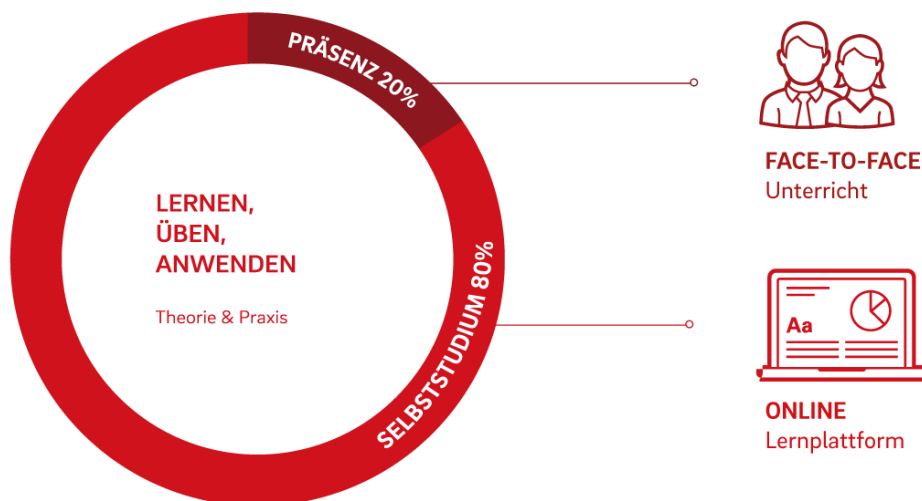 PRÄSENZ 20%
FACE-TO-FACE
Unterricht
LERNEN,
ÜBEN,
ANWENDEN
Theorie & Praxis
SELBSTSTUDIUM 80%
Aa
ONLINE
Lernplattform